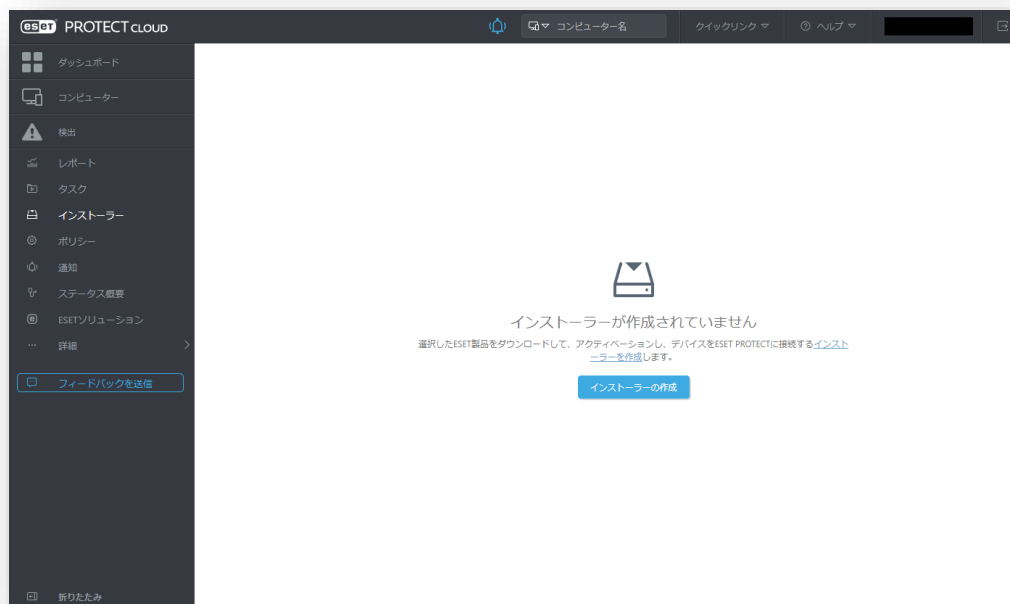 eset PROTECT CLOUD
コンピューター名
クイックリンク
ヘルプ
ダッシュボード
コンピューター
検出
レポート
タスク
インストーラー
ポリシー
通知
ステータス概要
ESETソリューション
詳細
フィードバックを送信
折りたたみ
インストーラーが作成されていません
選択したESET製品をダウンロードして、アクティベーションし、デバイスをESET PROTECTに接続するインスト
ーラーを作成します。
インストーラーの作成